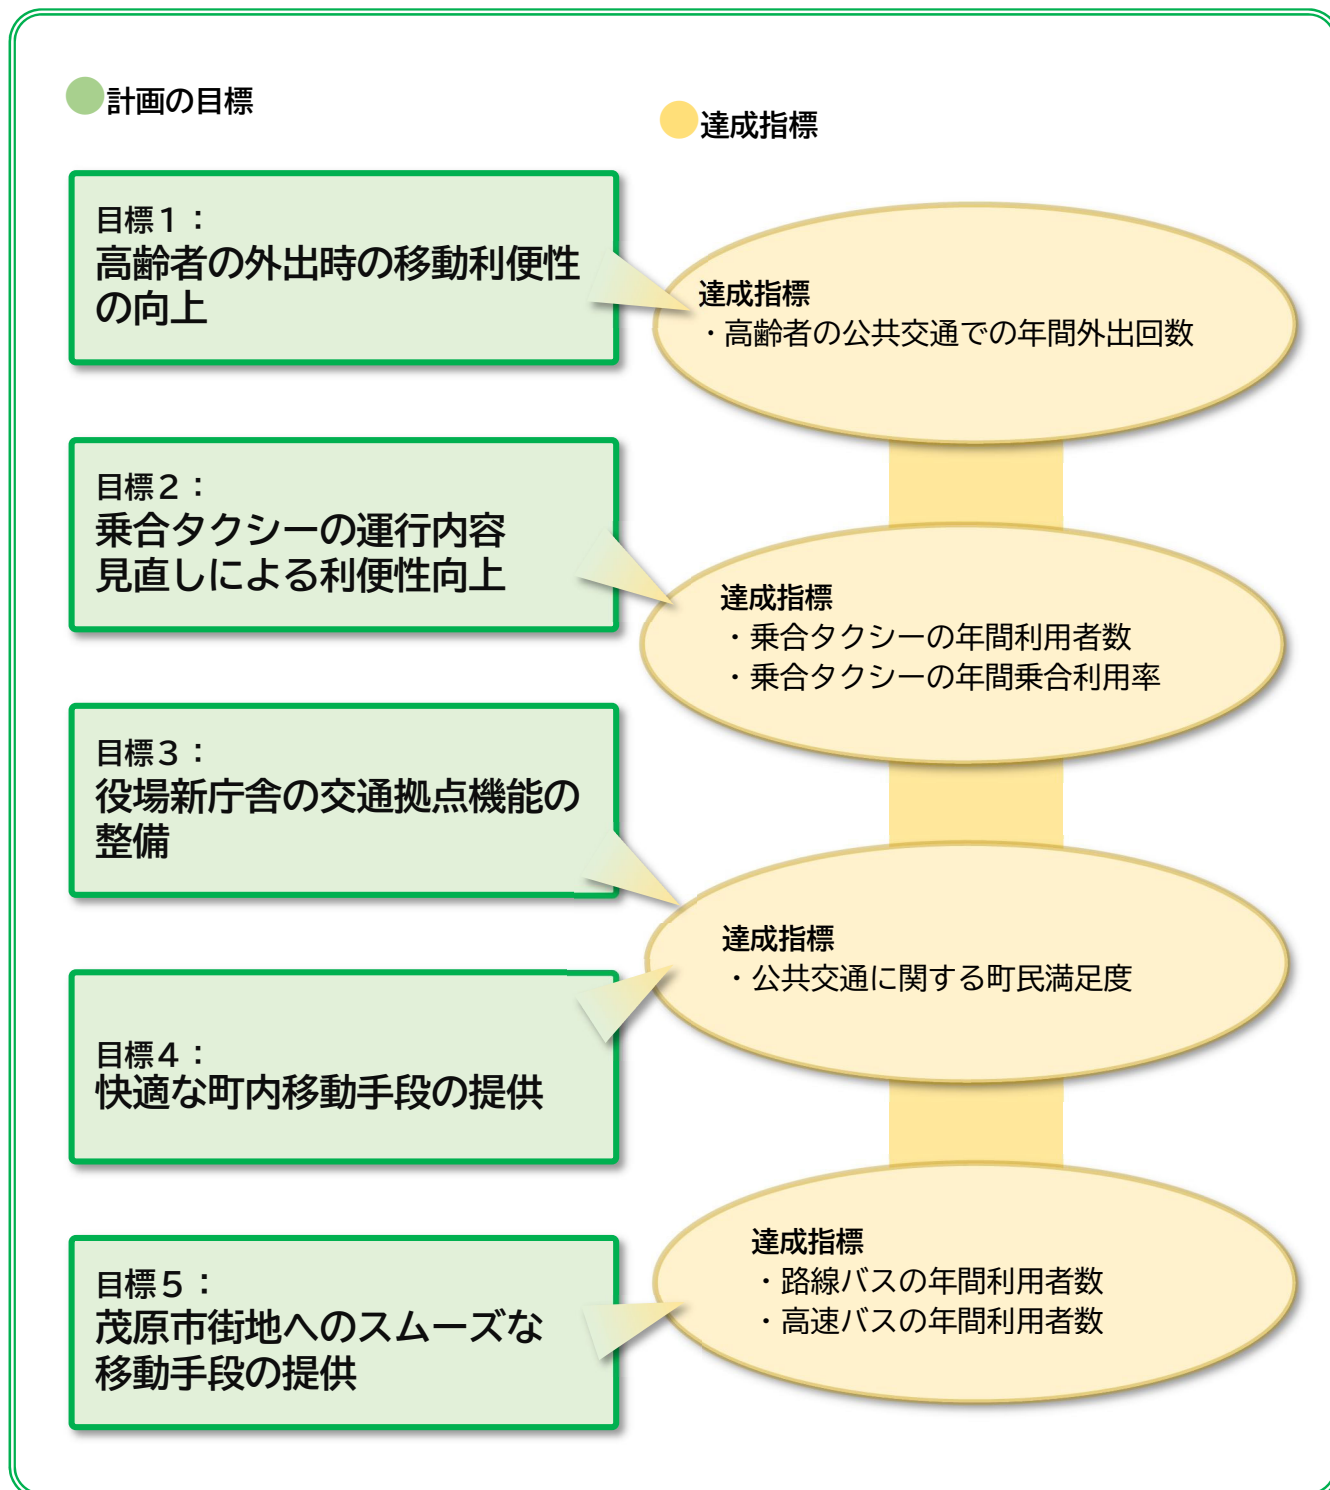 計画の目標
達成指標
目標１：
高齢者の外出時の移動利便性
の向上
達成指標
・高齢者の公共交通での年間外出回数
目標２：
乗合タクシーの運行内容
見直しによる利便性向上
達成指標
・乗合タクシーの年間利用者数
・乗合タクシーの年間乗合利用率
目標３：
役場新庁舎の交通拠点機能の
整備
目標４：
快適な町内移動手段の提供
達成指標
・公共交通に関する町民満足度
目標５：
茂原市街地へのスムーズな
移動手段の提供
達成指標
・路線バスの年間利用者数
・高速バスの年間利用者数